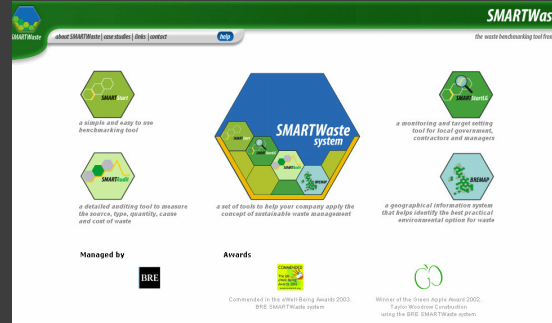 SMARTWas
SMARTWaste
about SMARTWaste | case studies | links | contact
help
the waste benchmarking tool from
SMARTStart
a simple and easy to use
benchmarking tool
SMARTWaste
system
SMARTStartLG
a monitoring and target setting
tool for local government,
contractors and managers
SMARTAudit
a detailed auditing tool to measure
the source, type, quantity, cause
and cost of waste
a set of tools to help your company apply the
concept of sustainable waste management
BREMAP
a geographical information system
that helps identify the best practical
environmental option for waste
Managed by
Awards
BRE
COMMENDED
Commended in the eWell-Being Awards 2003.
BRE SMARTWaste system
Winner of the Green Apple Award 2002.
Taylor Woodrow Construction
using the BRE SMARTWaste system